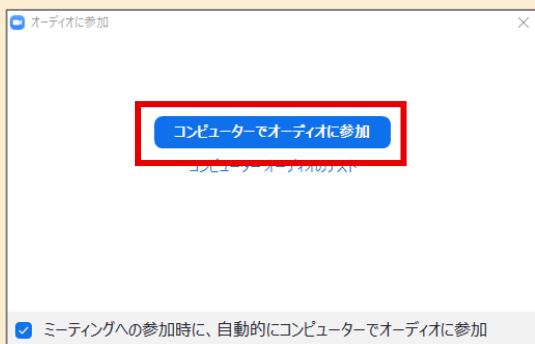 オーディオに参加
コンピューターでオーディオに参加
コンピューター オーディオのテスト
ミーティングへの参加時に、自動的にコンピューターでオーディオに参加